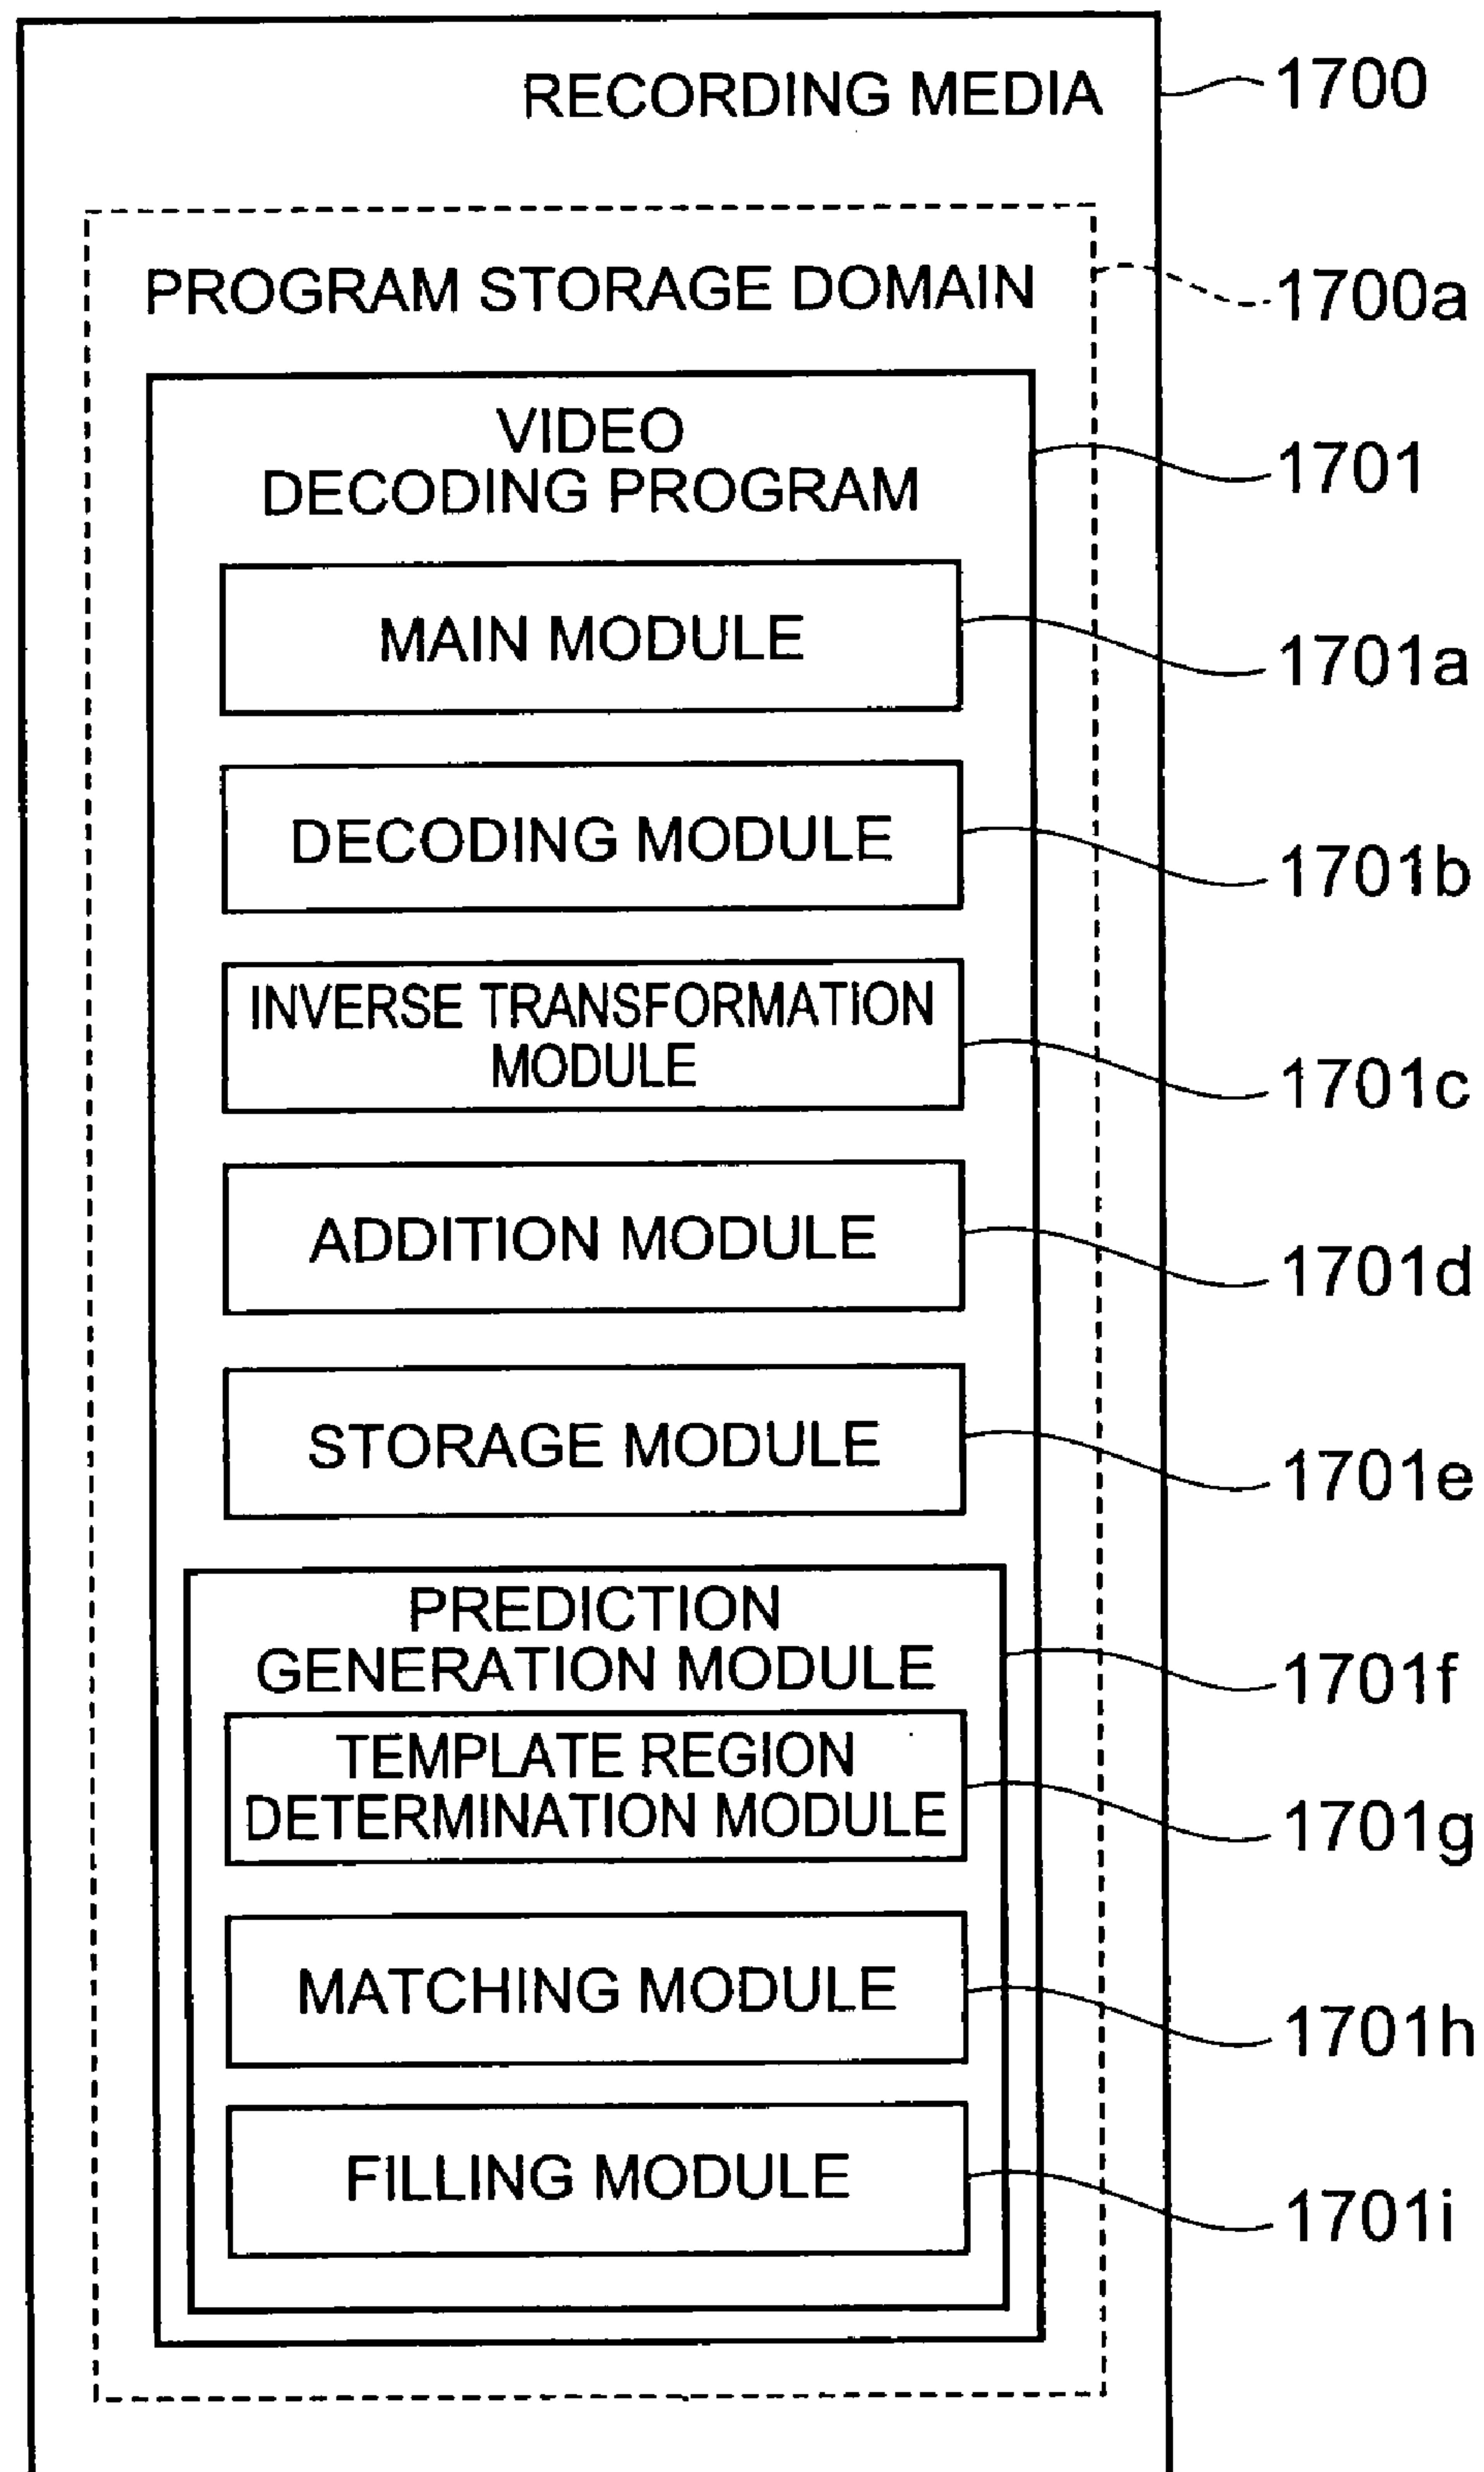 RECORDING MEDIA
1700
PROGRAM STORAGE DOMAIN
1700a
VIDEO
DECODING PROGRAM
1701
MAIN MODULE
1701a
DECODING MODULE
1701b
INVERSE TRANSFORMATION
MODULE
1701c
ADDITION MODULE
1701d
STORAGE MODULE
1701e
PREDICTION
GENERATION MODULE
1701f
TEMPLATE REGION
DETERMINATION MODULE
1701g
MATCHING MODULE
1701h
FILLING MODULE
1701i